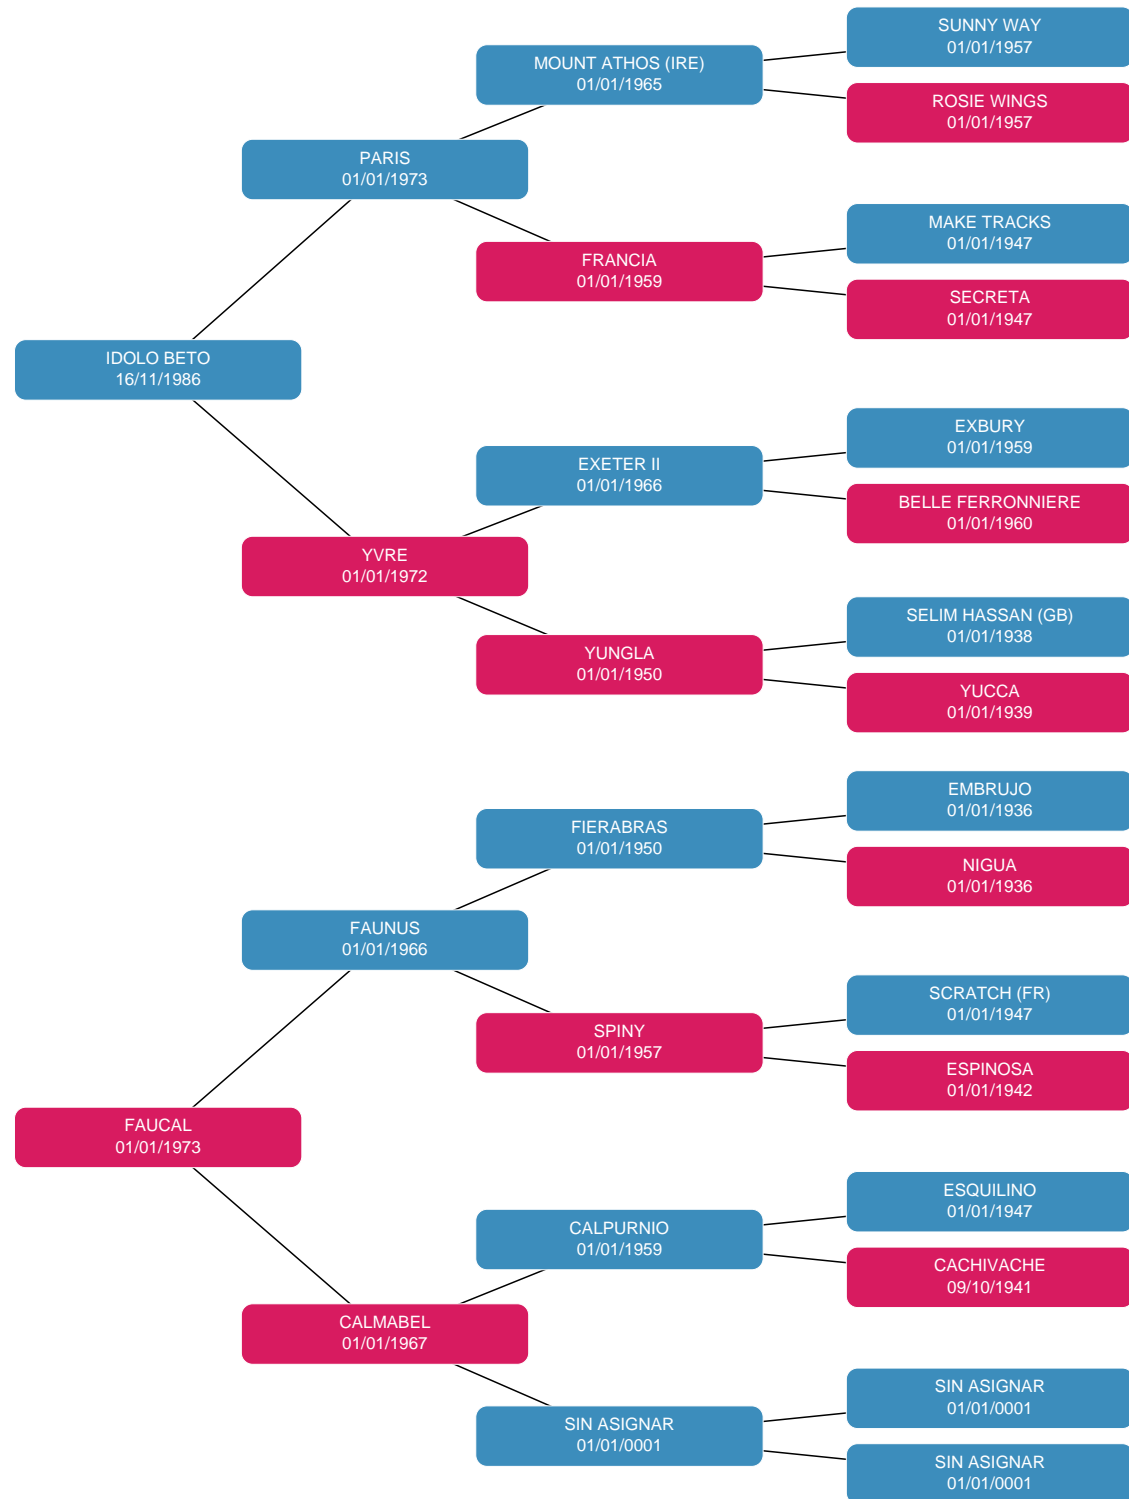 SUNNY WAY
01/01/1957
MOUNT ATHOS (IRE)
01/01/1965
ROSIE WINGS
01/01/1957
PARIS
01/01/1973
MAKE TRACKS
01/01/1947
FRANCIA
01/01/1959
SECRETA
01/01/1947
IDOLO BETO
16/11/1986
EXBURY
01/01/1959
EXETER II
01/01/1966
BELLE FERRONNIERE
01/01/1960
YVRE
01/01/1972
SELIM HASSAN (GB)
01/01/1938
YUNGLA
01/01/1950
YUCCA
01/01/1939
EMBRUJO
01/01/1936
FIERABRAS
01/01/1950
NIGUA
01/01/1936
FAUNUS
01/01/1966
SCRATCH (FR)
01/01/1947
SPINY
01/01/1957
ESPINOSA
01/01/1942
FAUCAL
01/01/1973
ESQUILINO
01/01/1947
CALPURNIO
01/01/1959
CACHIVACHE
09/10/1941
CALMABEL
01/01/1967
SIN ASIGNAR
01/01/0001
SIN ASIGNAR
01/01/0001
SIN ASIGNAR
01/01/0001